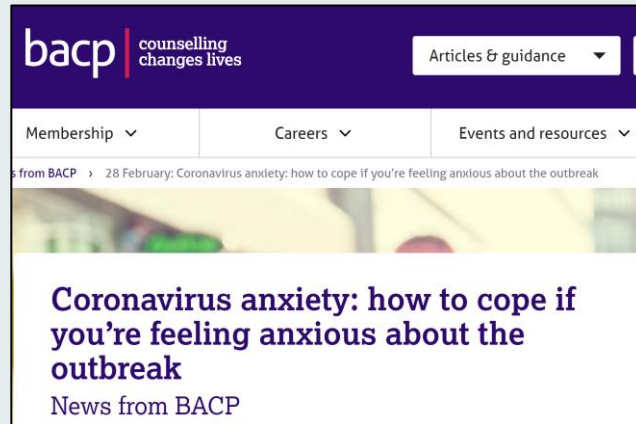 bacp counselling
changes lives
Articles & guidance
Membership Careers Events and resources
from BACP › 28 February: Coronavirus anxiety: how to cope if you're feeling anxious about the outbreak
Coronavirus anxiety: how to cope if
you're feeling anxious about the
outbreak
News from BACP